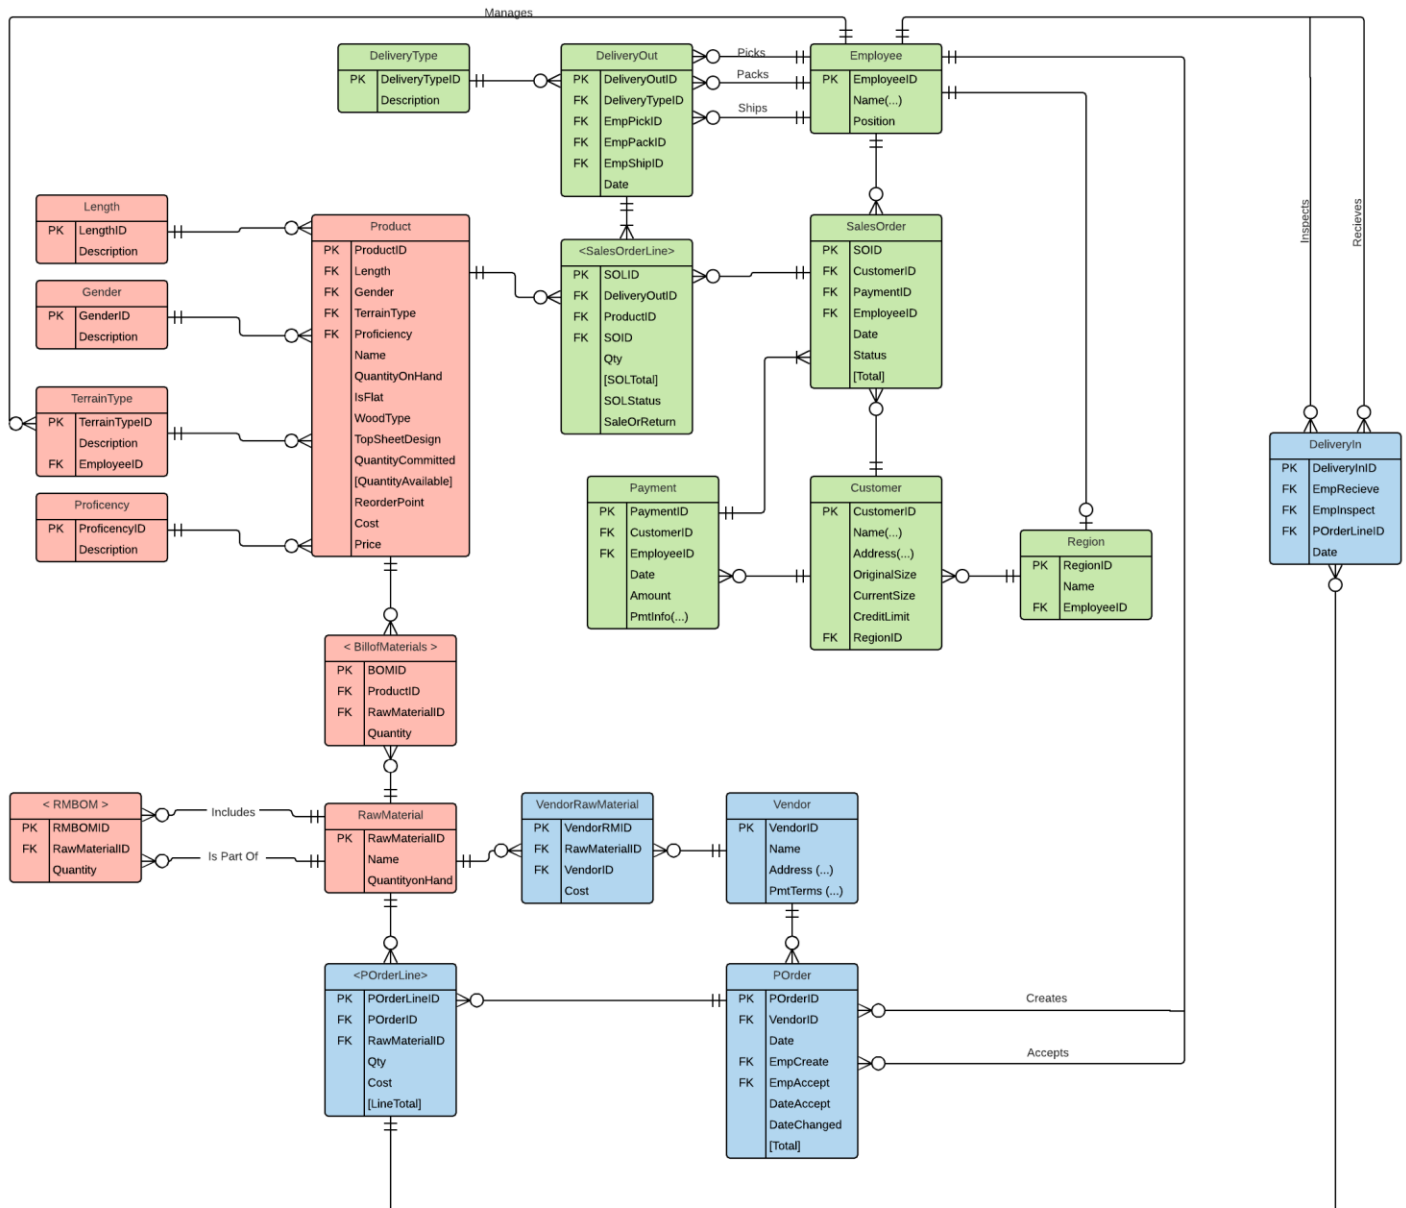 Manages
DeliveryType
PK DeliveryTypeID
Description
DeliveryOut
PK DeliveryOutID
FK DeliveryTypeID
FK EmpPickID
FK EmpPackID
FK EmpShipID
Date
Picks
Packs
Ships
Employee
PK EmployeeID
Name(...)
Position
Length
PK LengthID
Description
Gender
PK GenderID
Description
TerrainType
PK TerrainTypeID
Description
FK EmployeeID
Proficency
PK ProficencyID
Description
Product
PK ProductID
FK Length
FK Gender
FK TerrainType
FK Proficiency
Name
QuantityOnHand
IsFlat
WoodType
TopSheetDesign
QuantityCommitted
[QuantityAvailable]
ReorderPoint
Cost
Price
<SalesOrderLine>
PK SOLID
FK DeliveryOutID
FK ProductID
FK SOID
Qty
[SOLTotal]
SOLStatus
SaleOrReturn
SalesOrder
PK SOID
FK CustomerID
FK PaymentID
FK EmployeeID
Date
Status
[Total]
Inspects
Recieves
Payment
PK PaymentID
FK CustomerID
FK EmployeeID
Date
Amount
PmtInfo(...)
Customer
PK CustomerID
Name(...)
Address(...)
OriginalSize
CurrentSize
CreditLimit
FK RegionID
Region
PK RegionID
Name
FK EmployeeID
DeliveryIn
PK DeliveryInID
FK EmpRecieve
FK EmpInspect
FK POrderLineID
Date
< BillofMaterials >
PK BOMID
FK ProductID
FK RawMaterialID
Quantity
< RMBOM >
PK RMBOMID
FK RawMaterialID
Quantity
Includes
Is Part Of
RawMaterial
PK RawMaterialID
Name
QuantityonHand
VendorRawMaterial
PK VendorRMID
FK RawMaterialID
FK VendorID
Cost
Vendor
PK VendorID
Name
Address (...)
PmtTerms (...)
<POrderLine>
PK POrderLineID
FK POrderID
FK RawMaterialID
Qty
Cost
[LineTotal]
POrder
PK POrderID
FK VendorID
Date
FK EmpCreate
FK EmpAccept
DateAccept
DateChanged
[Total]
Creates
Accepts